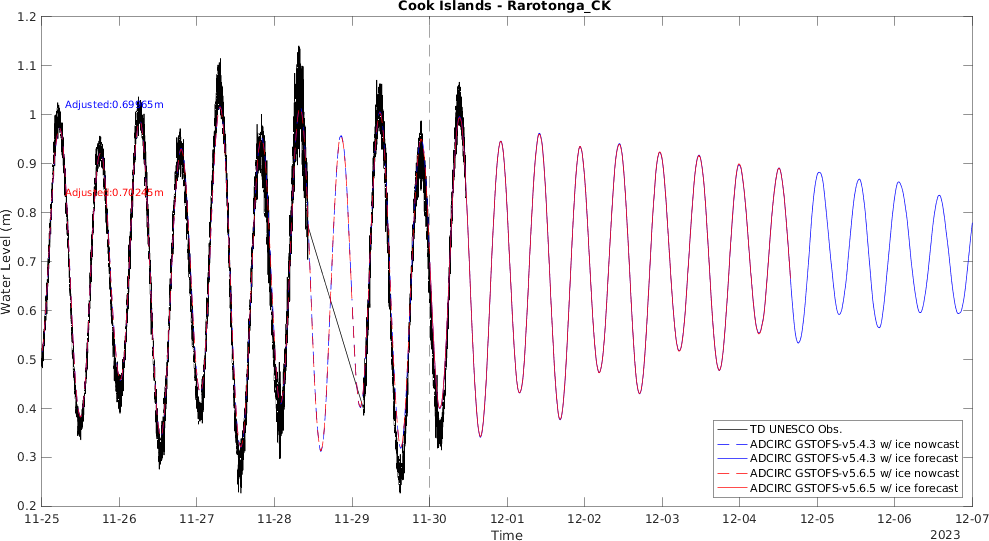 Cook Islands - Rarotonga_CK
1.2
1.1
1
0.9
0.8
0.7
0.6
0.5
0.4
0.3
0.2
Water Level (m)
Adjusted:0.69965m
Adjusted:0.70245m
TD UNESCO Obs.
ADCIRC GSTOFS-v5.4.3 w/ ice nowcast
ADCIRC GSTOFS-v5.4.3 w/ ice forecast
ADCIRC GSTOFS-v5.6.5 w/ ice nowcast
ADCIRC GSTOFS-v5.6.5 w/ ice forecast
11-25 11-26 11-27 11-28 11-29 11-30 12-01 12-02 12-03 12-04 12-05 12-06 12-07
Time
2023